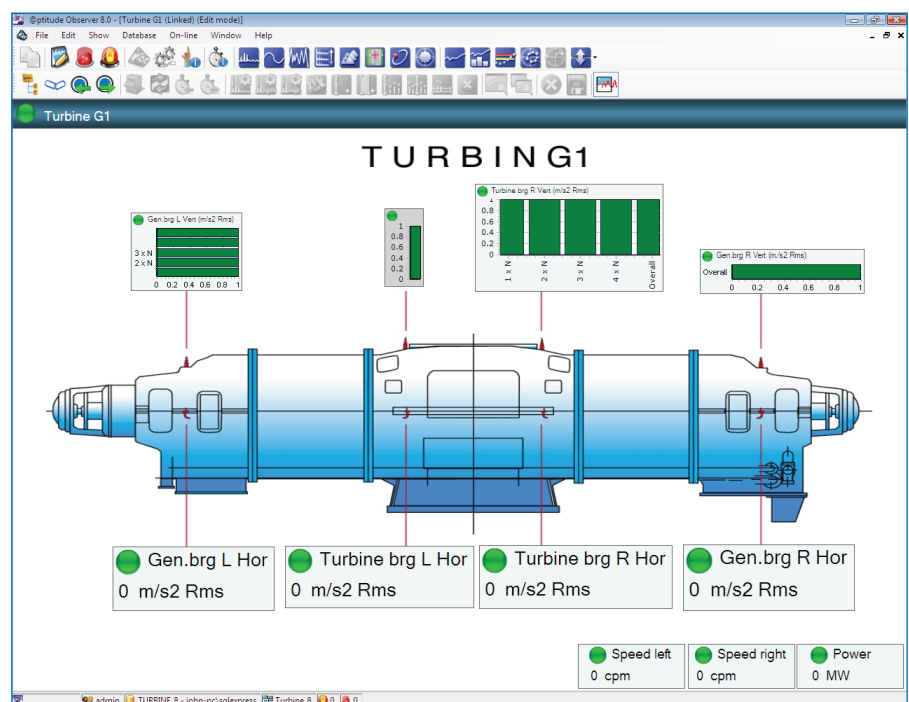 @ptitude Observer 8.0 - [Turbine G1 (Linked) (Edit mode)]
File Edit Show Database On-line Window Help
Turbine G1
TURBING1
Gen.brg L Vert (m/s2 Rms)
3 x N
2 x N
0 0.2 0.4 0.6 0.8 1
1
0.8
0.6
0.4
0.2
0
Turbine brg R Vert (m/s2 Rms)
1
0.8
0.6
0.4
0.2
0
1 x N
2 x N
3 x N
4 x N
Overall
Gen.brg R Vert (m/s2 Rms)
Overall
0 0.2 0.4 0.6 0.8 1
Gen.brg L Hor
0 m/s2 Rms
Turbine brg L Hor
0 m/s2 Rms
Turbine brg R Hor
0 m/s2 Rms
Gen.brg R Hor
0 m/s2 Rms
Speed left
0 cpm
Speed right
0 cpm
Power
0 MW
admin TURBINE 8 - john-pc\sqlexpress Turbine 8 0 0